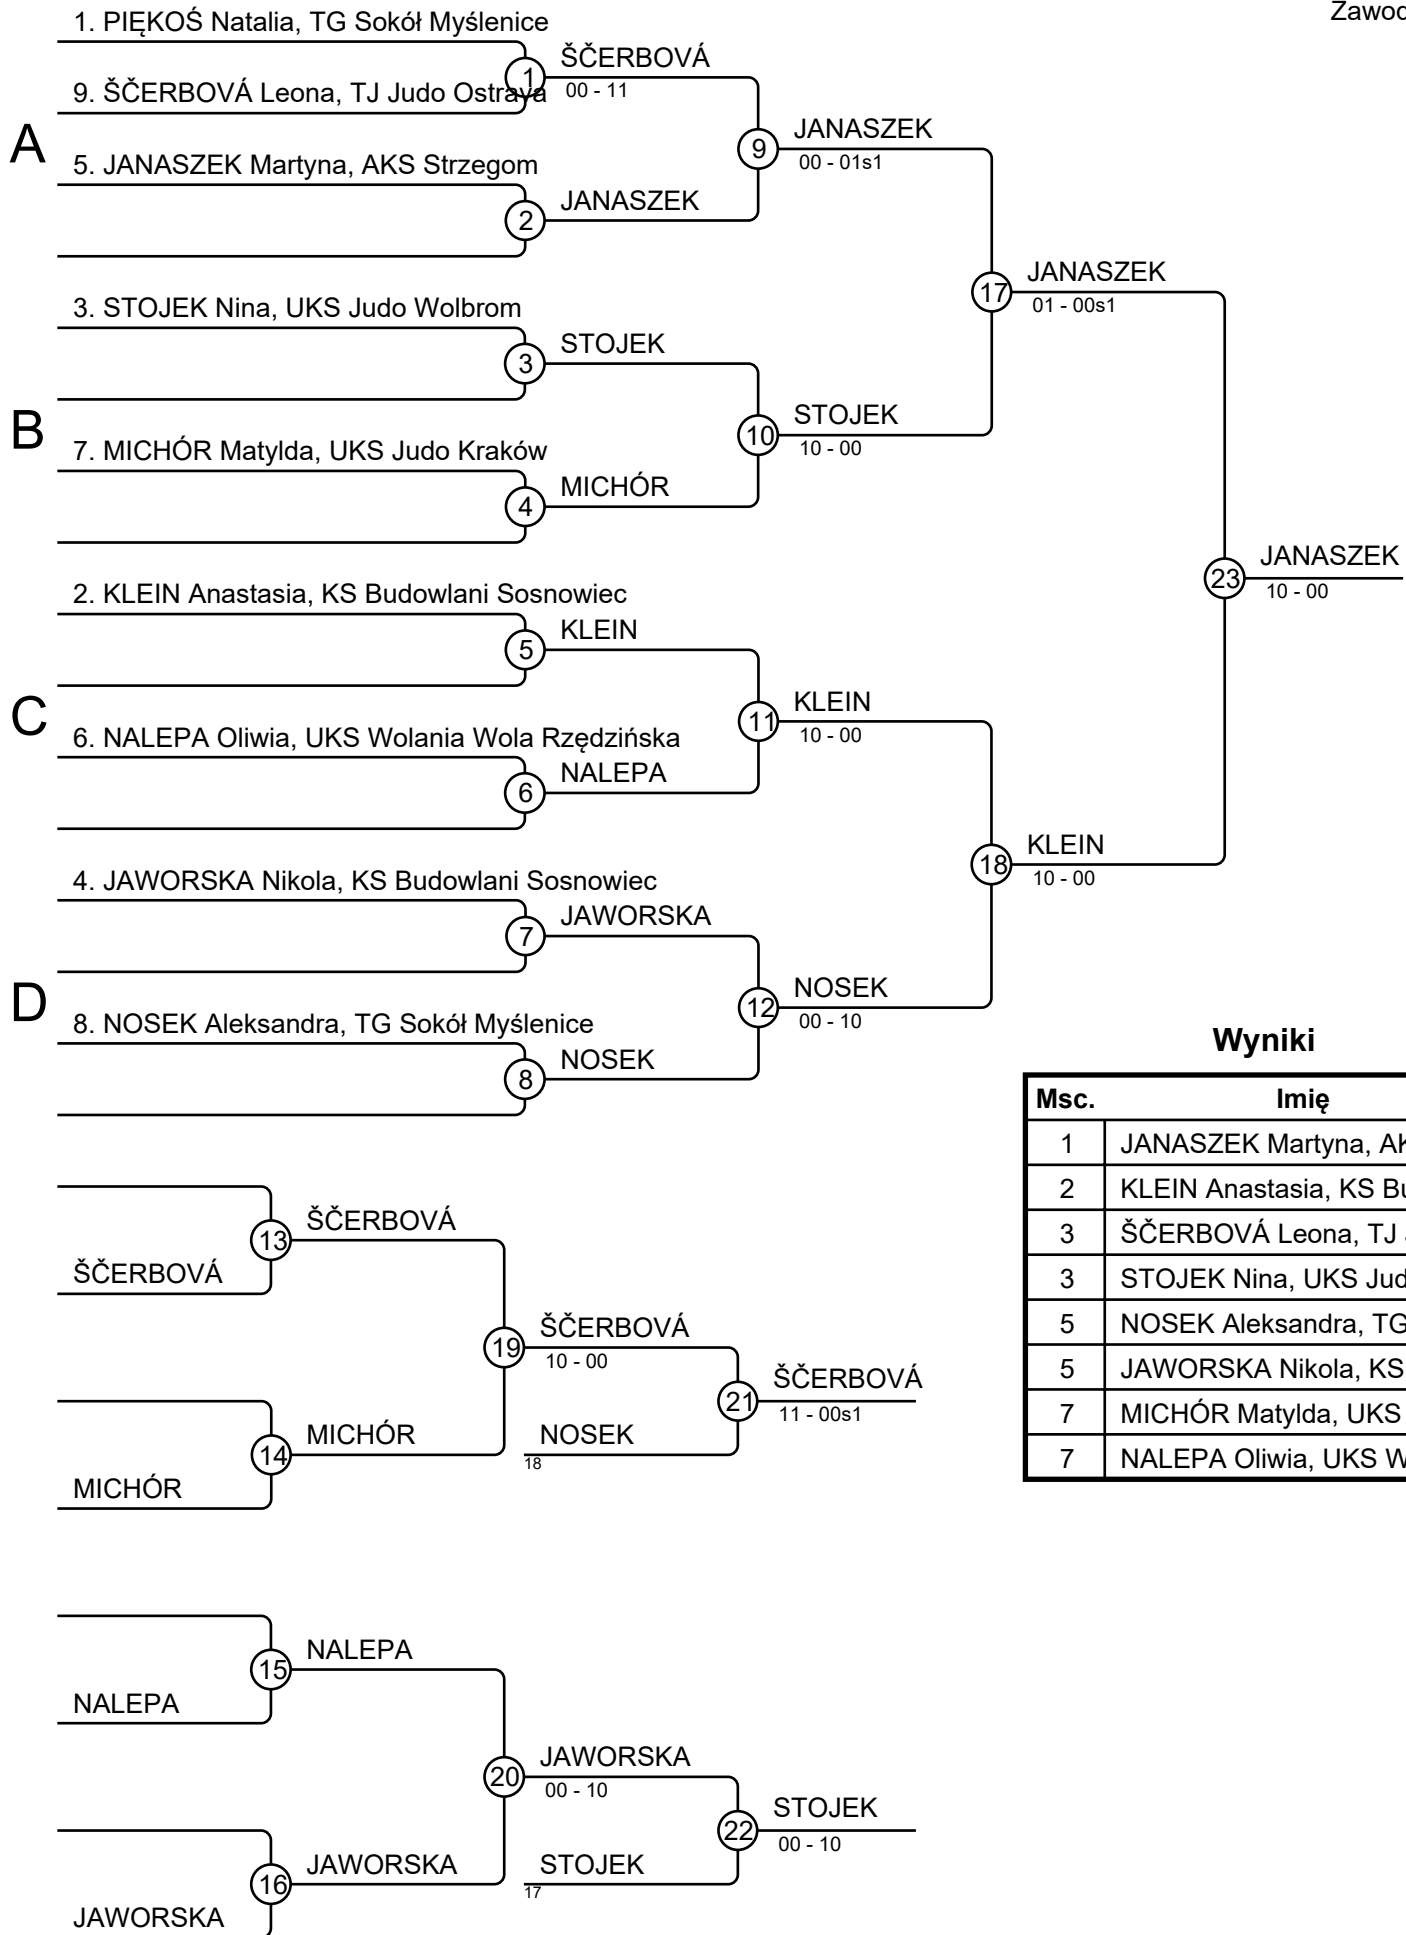 Zawod
1. PIĘKOŚ Natalia, TG Sokół Myślenice
1
ŠČERBOVÁ
00 - 11
9. ŠČERBOVÁ Leona, TJ Judo Ostrava
A
9
JANASZEK
00 - 01s1
5. JANASZEK Martyna, AKS Strzegom
2
JANASZEK
17
JANASZEK
01 - 00s1
3. STOJEK Nina, UKS Judo Wolbrom
3
STOJEK
B
10
STOJEK
10 - 00
7. MICHÓR Matylda, UKS Judo Kraków
4
MICHÓR
23
JANASZEK
10 - 00
2. KLEIN Anastasia, KS Budowlani Sosnowiec
5
KLEIN
C
11
KLEIN
10 - 00
6. NALEPA Oliwia, UKS Wolania Wola Rzędzińska
6
NALEPA
18
KLEIN
10 - 00
4. JAWORSKA Nikola, KS Budowlani Sosnowiec
7
JAWORSKA
D
12
NOSEK
00 - 10
8. NOSEK Aleksandra, TG Sokół Myślenice
8
NOSEK
13
ŠČERBOVÁ
ŠČERBOVÁ
19
ŠČERBOVÁ
10 - 00
21
ŠČERBOVÁ
11 - 00s1
14
MICHÓR
NOSEK
18
MICHÓR
15
NALEPA
NALEPA
20
JAWORSKA
00 - 10
22
STOJEK
00 - 10
16
JAWORSKA
STOJEK
17
JAWORSKA
Wyniki
Msc. Imię
1 JANASZEK Martyna, AK
2 KLEIN Anastasia, KS Bu
3 ŠČERBOVÁ Leona, TJ
3 STOJEK Nina, UKS Jud
5 NOSEK Aleksandra, TG
5 JAWORSKA Nikola, KS
7 MICHÓR Matylda, UKS
7 NALEPA Oliwia, UKS W